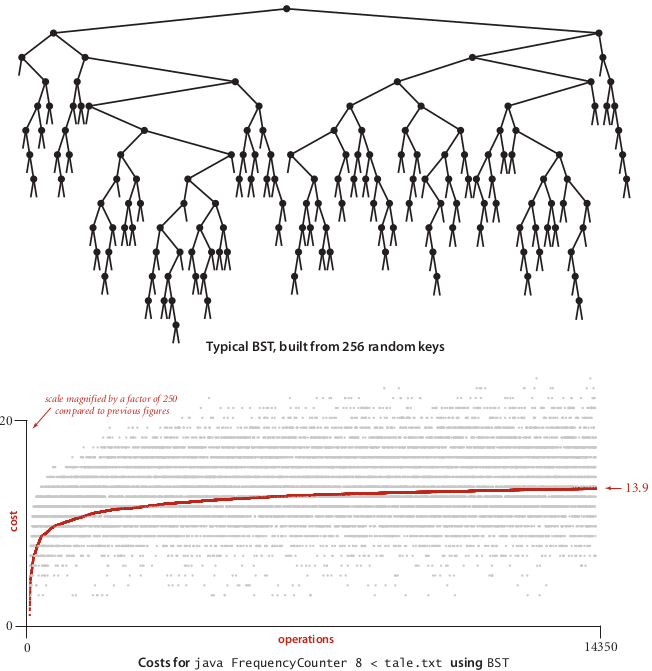 Typical BST, built from 256 random keys
scale magnified by a factor of 250
compared to previous figures
20
cost
13.9
0
operations
0
14350
Costs for java FrequencyCounter 8 < tale.txt using BST